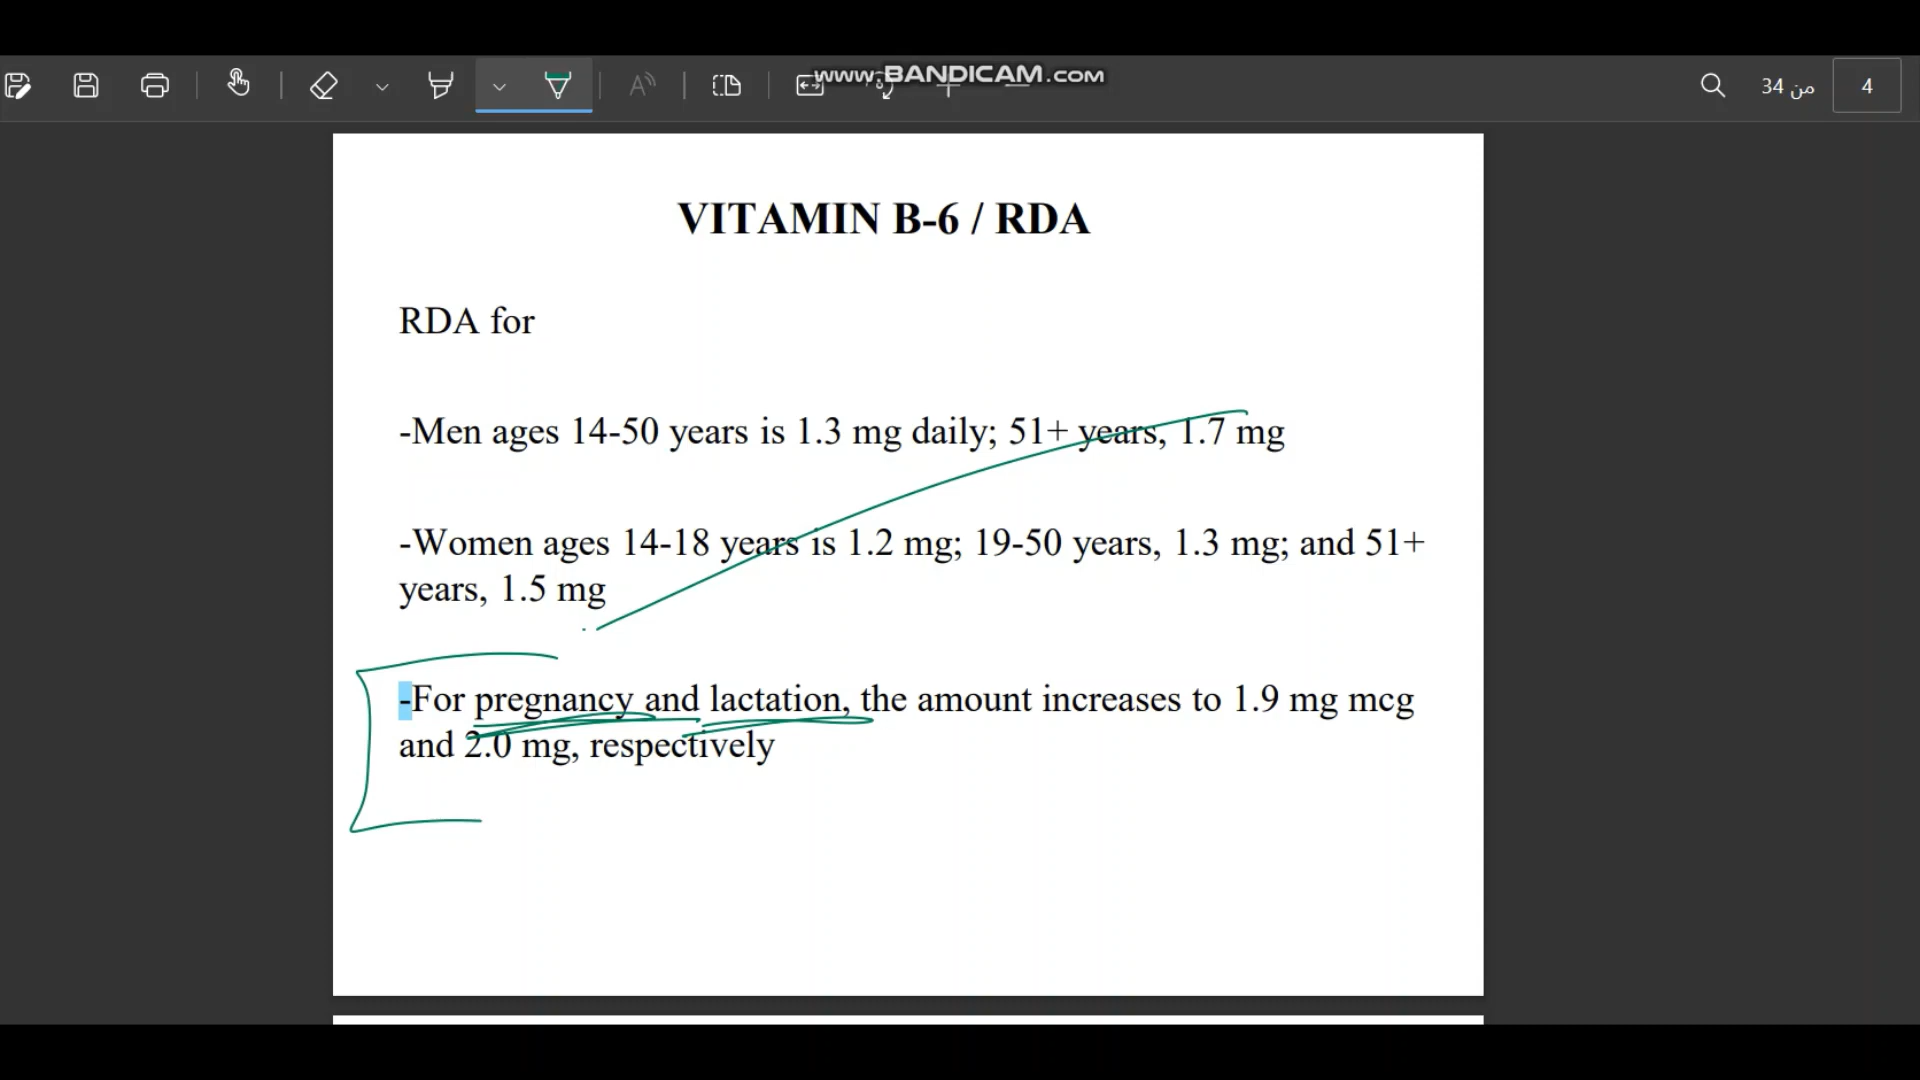 www.BANDICAM.com
من 34
4
VITAMIN B-6 / RDA
RDA for
-Men ages 14-50 years is 1.3 mg daily; 51+ years, 1.7 mg
-Women ages 14-18 years is 1.2 mg; 19-50 years, 1.3 mg; and 51+
years, 1.5 mg
-For pregnancy and lactation, the amount increases to 1.9 mg mcg
and 2.0 mg, respectively